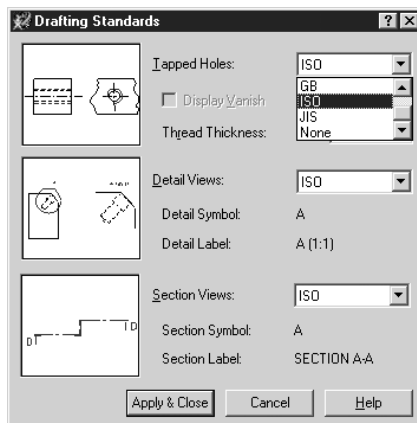 Drafting Standards
Tapped Holes: ISO
GB
ISO
JIS
None
Display Vanish
Thread Thickness:
Detail Views: ISO
Detail Symbol: A
Detail Label: A (1:1)
Section Views: ISO
Section Symbol: A
Section Label: SECTION A-A
D D
Apply & Close Cancel Help